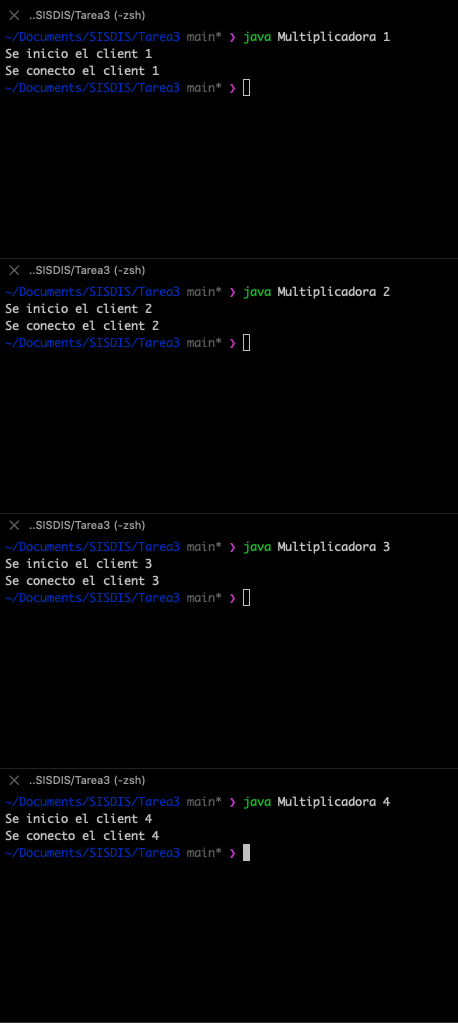 ..SISDIS/Tarea3 (-zsh)
~/Documents/SISDIS/Tarea3 main* ❯ java Multiplicadora 1
Se inicio el client 1
Se conecto el client 1
~/Documents/SISDIS/Tarea3 main* ❯
..SISDIS/Tarea3 (-zsh)
~/Documents/SISDIS/Tarea3 main* ❯ java Multiplicadora 2
Se inicio el client 2
Se conecto el client 2
~/Documents/SISDIS/Tarea3 main* ❯
..SISDIS/Tarea3 (-zsh)
~/Documents/SISDIS/Tarea3 main* ❯ java Multiplicadora 3
Se inicio el client 3
Se conecto el client 3
~/Documents/SISDIS/Tarea3 main* ❯
..SISDIS/Tarea3 (-zsh)
~/Documents/SISDIS/Tarea3 main* ❯ java Multiplicadora 4
Se inicio el client 4
Se conecto el client 4
~/Documents/SISDIS/Tarea3 main* ❯